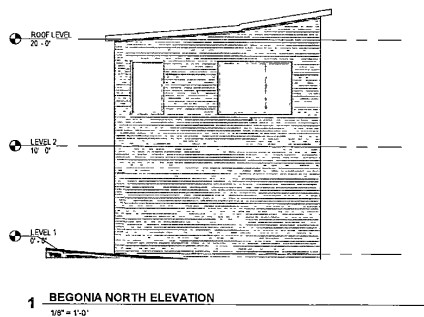 ROOF LEVEL
20'-0"
LEVEL 2
10' 0"
LEVEL 1
0'-0"
1 BEGONIA NORTH ELEVATION
1/8" = 1'-0"